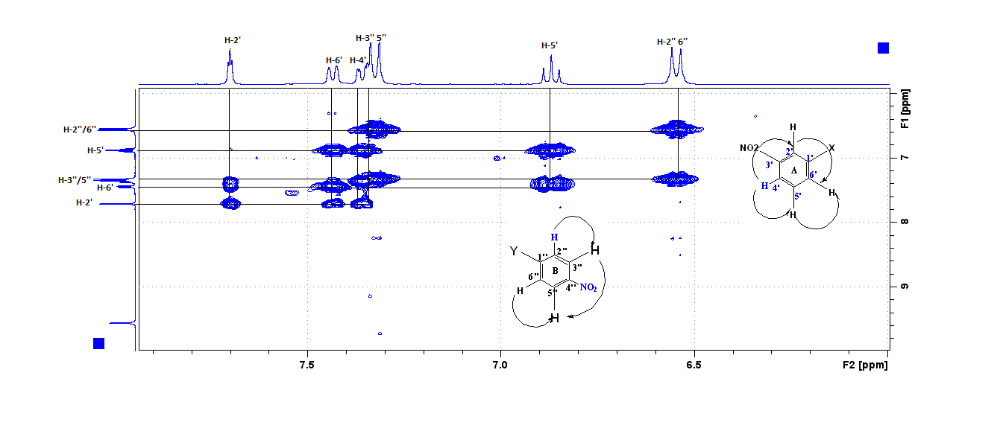 H-2'
H-6'
H-4'
H-3" 5"
H-5'
H-2" 6"
H-2"/6"
H-5'
H-3"/5"
H-6'
H-2'
F1 [ppm]
7
8
9
7.5
7.0
6.5
F2 [ppm]
H
NO2
X
2'
1'
3'
A
6'
H
4'
5'
H
H
H
Y
H
2"
1"
3"
B
6"
4"
NO2
5"
H
H